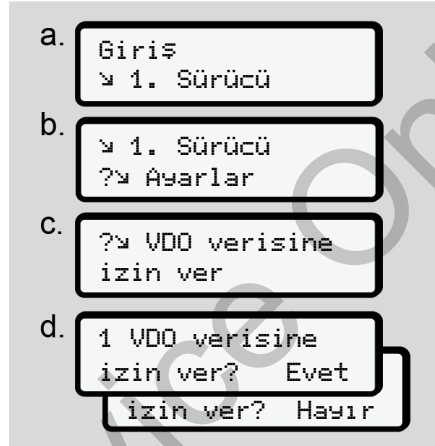 a.
Giriş
↘ 1. Sürücü
b.
↘ 1. Sürücü
?↘ Ayarlar
c.
?↘ VDO verisine
izin ver
d.
1 VDO verisine
izin ver? Evet
izin ver? Hayır